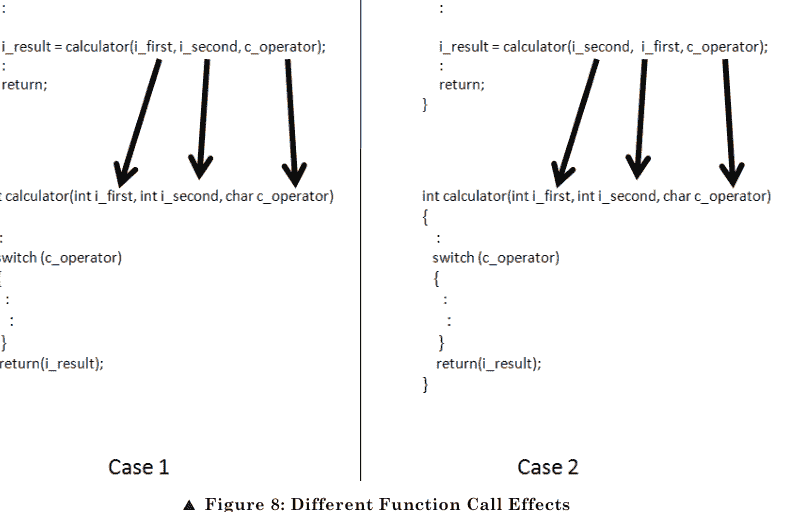 :
i_result = calculator(i_first, i_second, c_operator);
:
return;
t calculator(int i_first, int i_second, char c_operator)
:
switch (c_operator)
{
:
:
}
return(i_result);
Case 1
:
i_result = calculator(i_second, i_first, c_operator);
:
return;
}
int calculator(int i_first, int i_second, char c_operator)
{
:
switch (c_operator)
{
:
:
}
return(i_result);
}
Case 2
▲ Figure 8: Different Function Call Effects